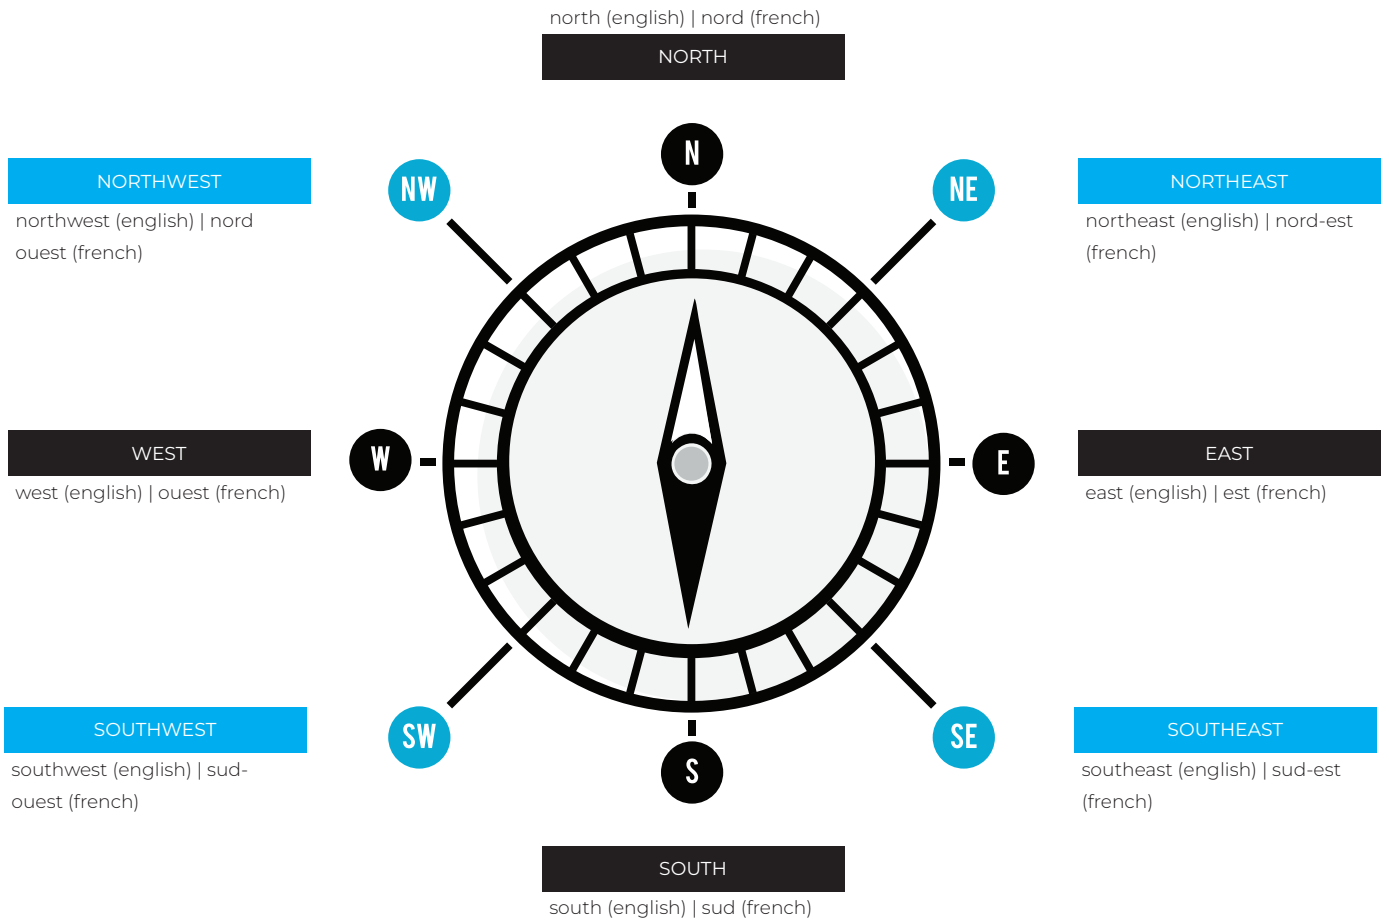 north (english) | nord (french)
NORTH
N
NORTHWEST
NW
NE
NORTHEAST
northwest (english) | nord
ouest (french)
northeast (english) | nord-est
(french)
WEST
W
E
EAST
west (english) | ouest (french)
east (english) | est (french)
SOUTHWEST
SW
SE
SOUTHEAST
southwest (english) | sud-
ouest (french)
southeast (english) | sud-est
(french)
S
SOUTH
south (english) | sud (french)